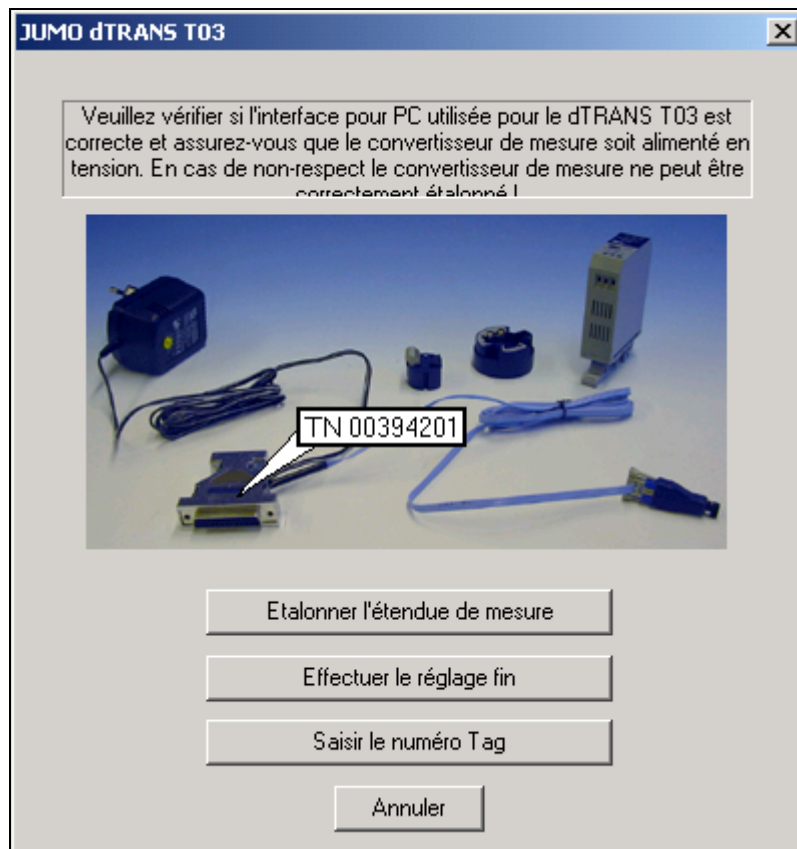 JUMO dTRANS T03
Veuillez vérifier si l'interface pour PC utilisée pour le dTRANS T03 est
correcte et assurez-vous que le convertisseur de mesure soit alimenté en
tension. En cas de non-respect le convertisseur de mesure ne peut être
correctement étalonné !
TN 00394201
Etalonner l'étendue de mesure
Effectuer le réglage fin
Saisir le numéro Tag
Annuler